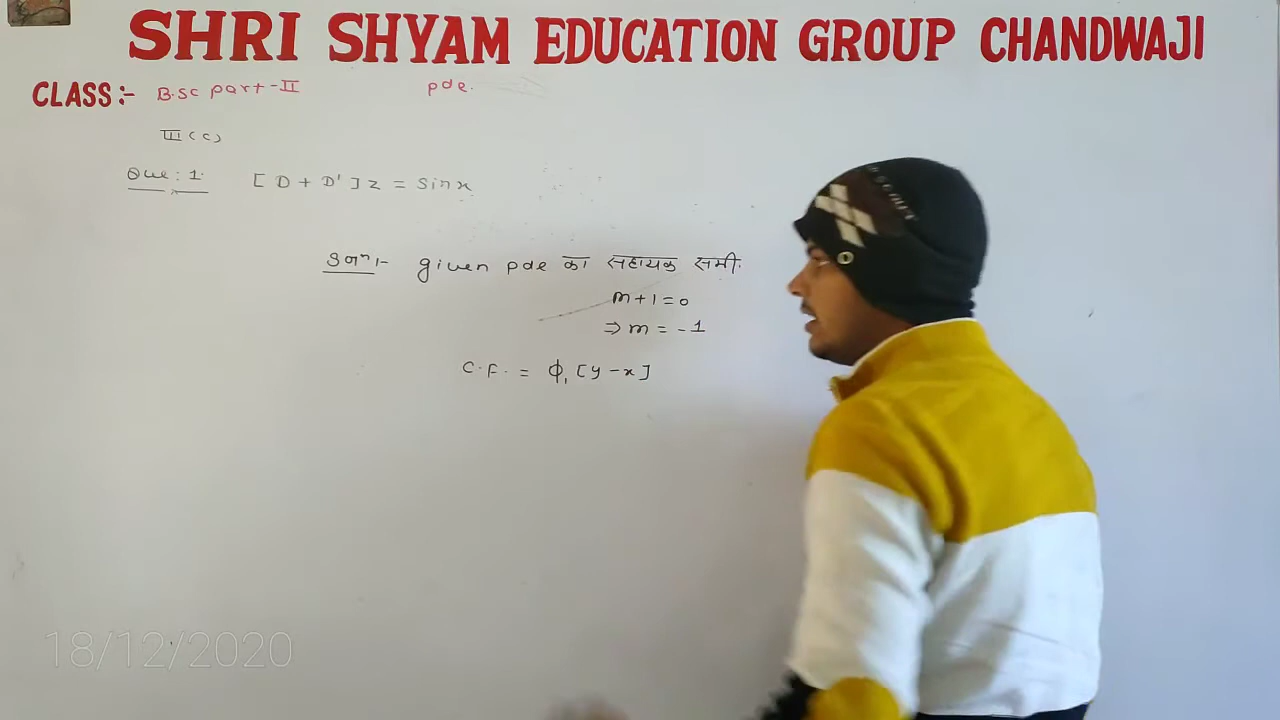 SHRI SHYAM EDUCATION GROUP CHANDWAJI
CLASS:- B.SC part-II pde.
III (C)
Que: 1. [D + D'] z = sin x
Soln:- given pde का सहायक समी.
m + 1 = 0
⇒ m = -1
C.F. = ϕ₁ [y - x]
18/12/2020